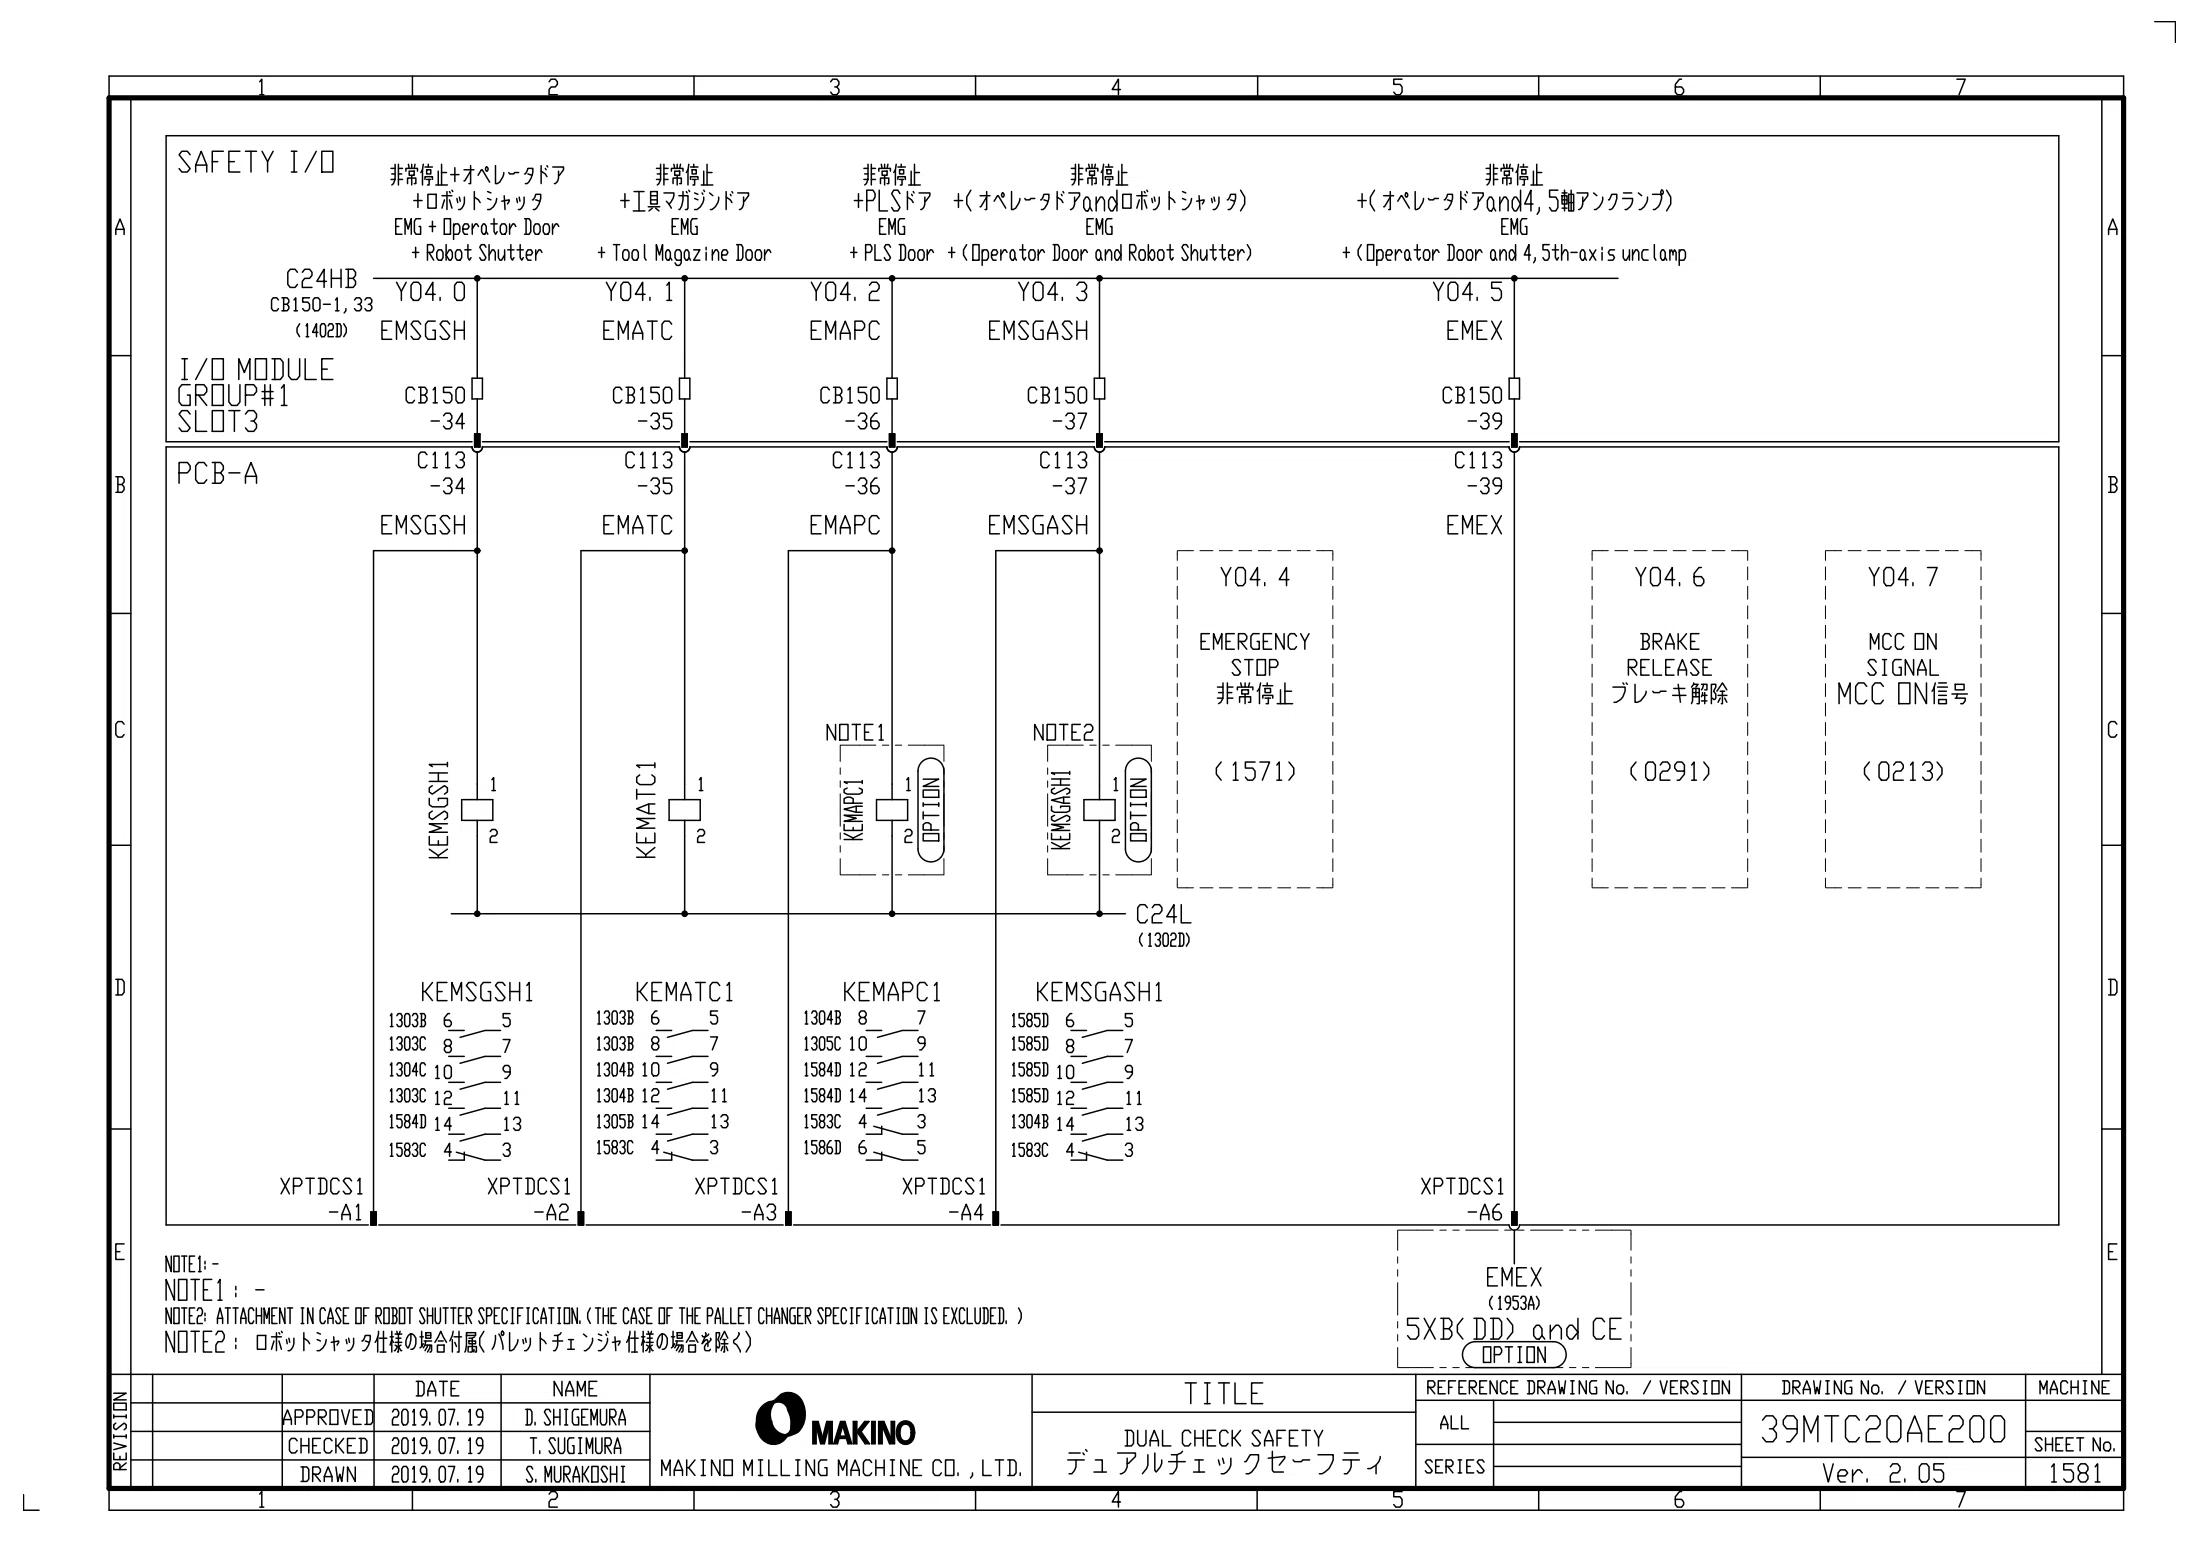 1 2 3 4 5 6 7
A A
B B
C C
D D
E E
SAFETY I/O
非常停止+オペレータドア
+ロボットシャッタ
EMG + Operator Door
+ Robot Shutter
非常停止
+工具マガジンドア
EMG
+ Tool Magazine Door
非常停止
+PLSドア
EMG
+ PLS Door
非常停止
+(オペレータドアandロボットシャッタ)
EMG
+ (Operator Door and Robot Shutter)
非常停止
+(オペレータドアand4,5軸アンクランプ)
EMG
+ (Operator Door and 4,5th-axis unclamp
C24HB
CB150-1,33
(1402D)
Y04.0 Y04.1 Y04.2 Y04.3 Y04.5
EMSGSH EMATC EMAPC EMSGASH EMEX
I/O MODULE
GROUP#1
SLOT3
CB150 CB150 CB150 CB150 CB150
-34 -35 -36 -37 -39
PCB-A
C113 C113 C113 C113 C113
-34 -35 -36 -37 -39
EMSGSH EMATC EMAPC EMSGASH EMEX
Y04.4
EMERGENCY
STOP
非常停止
(1571)
Y04.6
BRAKE
RELEASE
ブレーキ解除
(0291)
Y04.7
MCC ON
SIGNAL
MCC ON信号
(0213)
NOTE1 NOTE2
KEMSGSH1 1 2
KEMATC1 1 2
KEMAPC1 1 2 OPTION
KEMSGASH1 1 2 OPTION
C24L
(1302D)
KEMSGSH1
1303B 6 5
1303C 8 7
1304C 10 9
1303C 12 11
1584D 14 13
1583C 4 3
KEMATC1
1303B 6 5
1303B 8 7
1304B 10 9
1304B 12 11
1305B 14 13
1583C 4 3
KEMAPC1
1304B 8 7
1305C 10 9
1584D 12 11
1584D 14 13
1583C 4 3
1586D 6 5
KEMSGASH1
1585D 6 5
1585D 8 7
1585D 10 9
1585D 12 11
1304B 14 13
1583C 4 3
XPTDCS1 XPTDCS1 XPTDCS1 XPTDCS1 XPTDCS1
-A1 -A2 -A3 -A4 -A6
EMEX
(1953A)
5XB(DD) and CE
OPTION
NOTE1: -
NOTE1: -
NOTE2: ATTACHMENT IN CASE OF ROBOT SHUTTER SPECIFICATION.(THE CASE OF THE PALLET CHANGER SPECIFICATION IS EXCLUDED. )
NOTE2: ロボットシャッタ仕様の場合付属(パレットチェンジャ仕様の場合を除く)
REVISION
DATE NAME
APPROVED 2019.07.19 D. SHIGEMURA
CHECKED 2019.07.19 T. SUGIMURA
DRAWN 2019.07.19 S. MURAKOSHI
MAKINO
MAKINO MILLING MACHINE CO.,LTD.
TITLE
DUAL CHECK SAFETY
デュアルチェックセーフティ
REFERENCE DRAWING No. / VERSION
ALL
SERIES
DRAWING No. / VERSION
39MTC20AE200
Ver. 2.05
MACHINE
SHEET No.
1581
1 2 3 4 5 6 7